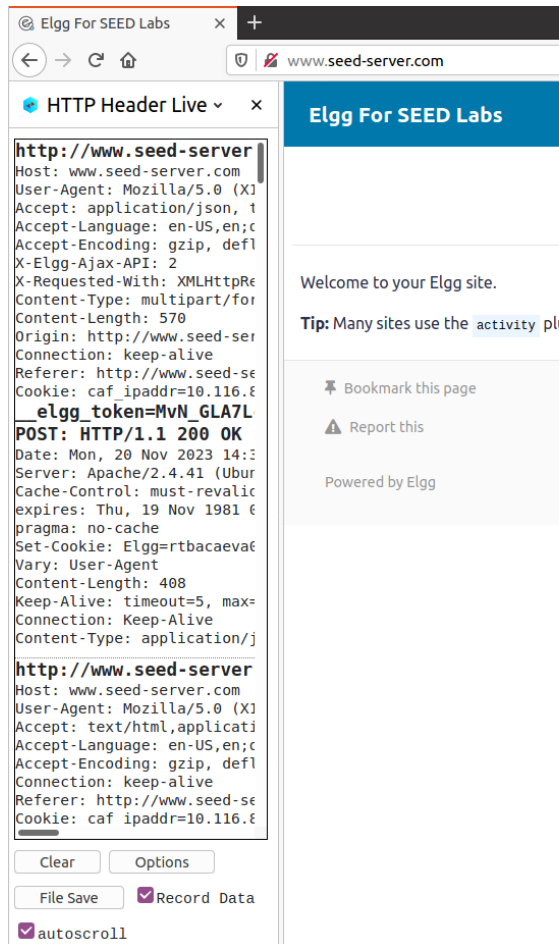 Elgg For SEED Labs
www.seed-server.com
HTTP Header Live
Elgg For SEED Labs
http://www.seed-server
Host: www.seed-server.com
User-Agent: Mozilla/5.0 (X1
Accept: application/json, t
Accept-Language: en-US,en;q
Accept-Encoding: gzip, defl
X-Elgg-Ajax-API: 2
X-Requested-With: XMLHttpRe
Content-Type: multipart/for
Content-Length: 570
Origin: http://www.seed-ser
Connection: keep-alive
Referer: http://www.seed-se
Cookie: caf_ipaddr=10.116.8
__elgg_token=MvN_GLA7L
POST: HTTP/1.1 200 OK
Date: Mon, 20 Nov 2023 14:3
Server: Apache/2.4.41 (Ubun
Cache-Control: must-revalid
expires: Thu, 19 Nov 1981 0
pragma: no-cache
Set-Cookie: Elgg=rtbacaeva6
Vary: User-Agent
Content-Length: 408
Keep-Alive: timeout=5, max=
Connection: Keep-Alive
Content-Type: application/j
http://www.seed-server
Host: www.seed-server.com
User-Agent: Mozilla/5.0 (X1
Accept: text/html,applicati
Accept-Language: en-US,en;q
Accept-Encoding: gzip, defl
Connection: keep-alive
Referer: http://www.seed-se
Cookie: caf_ipaddr=10.116.8
Clear
Options
File Save
Record Data
autoscroll
Welcome to your Elgg site.
Tip: Many sites use the activity plu
Bookmark this page
Report this
Powered by Elgg